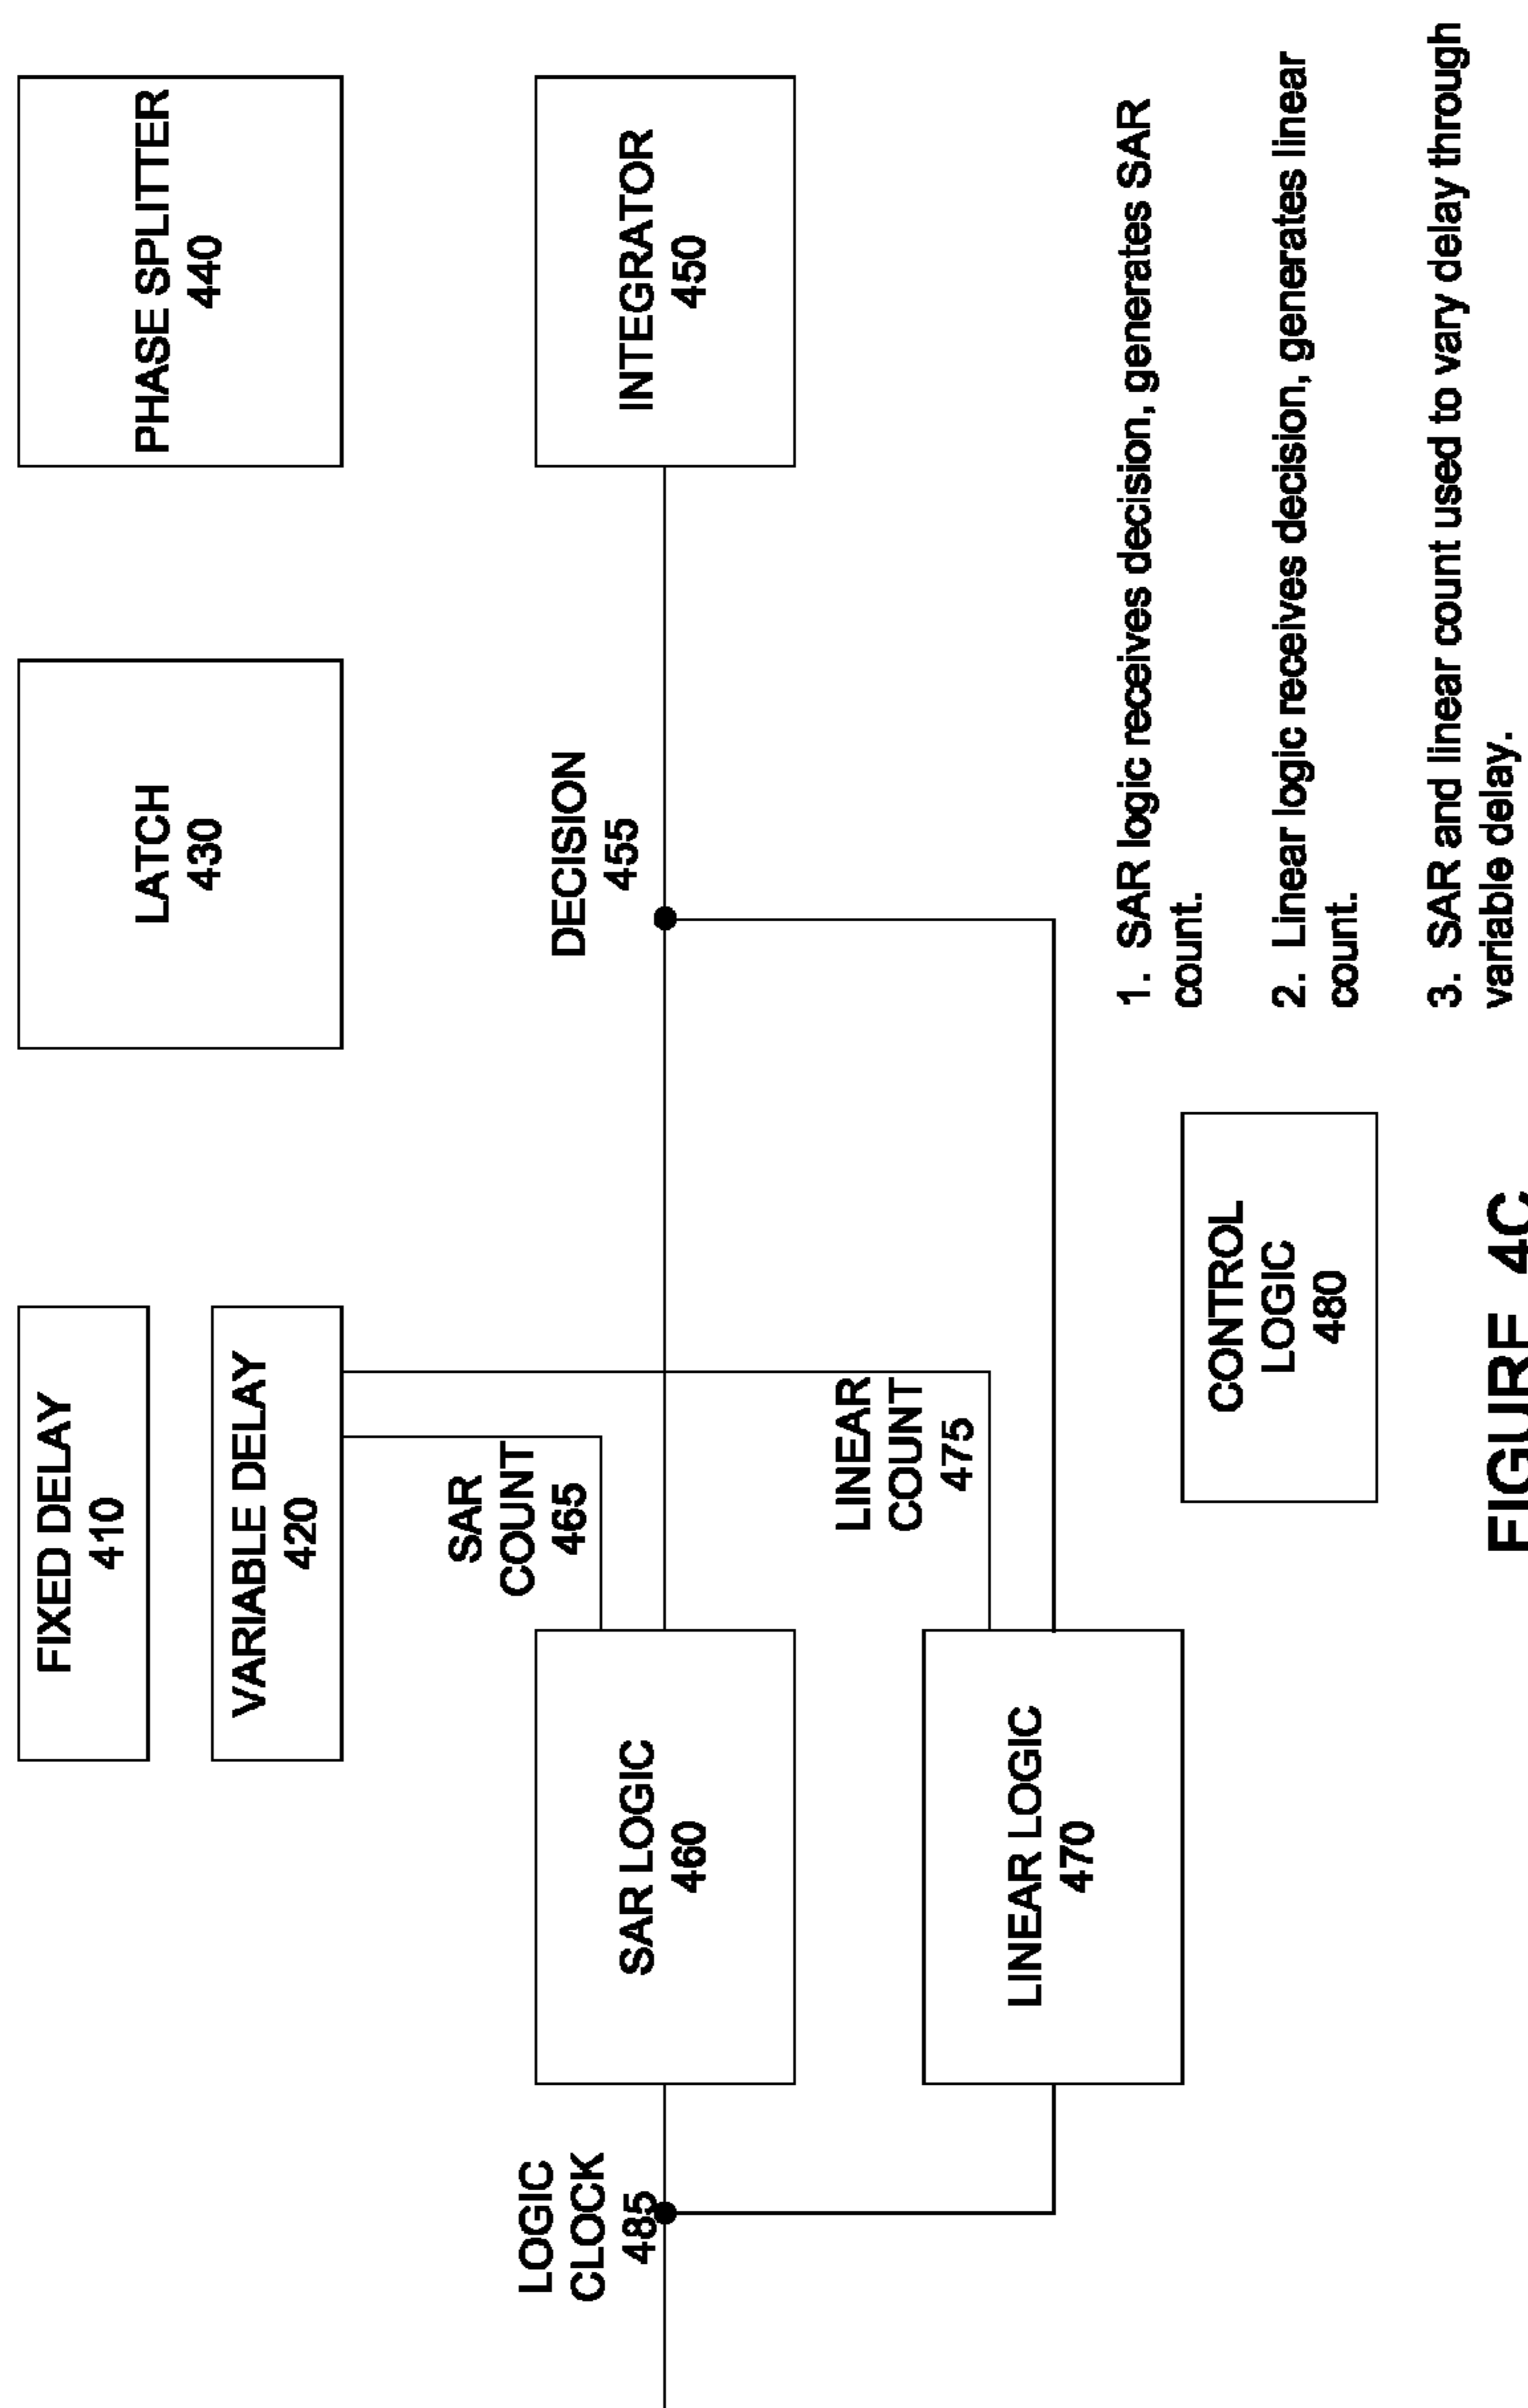 FIXED DELAY
410
VARIABLE DELAY
420
LATCH
430
PHASE SPLITTER
440
SAR
COUNT
465
DECISION
455
LOGIC
CLOCK
485
SAR LOGIC
460
INTEGRATOR
450
LINEAR
COUNT
475
LINEAR LOGIC
470
CONTROL
LOGIC
480
1. SAR logic receives decision, generates SAR
count.
2. Linear logic receives decision, generates linear
count.
3. SAR and linear count used to vary delay through
variable delay.
FIGURE 4C